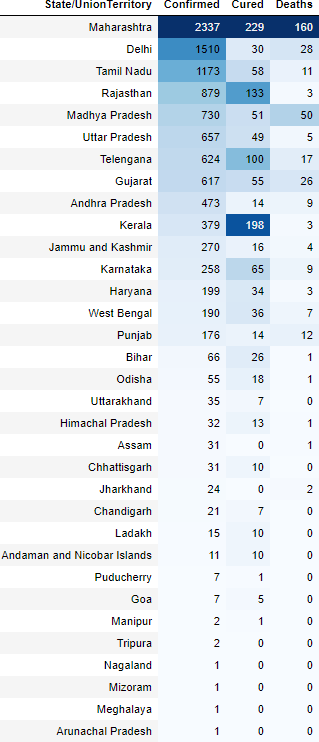 State/UnionTerritory Confirmed Cured Deaths
Maharashtra 2337 229 160
Delhi 1510 30 28
Tamil Nadu 1173 58 11
Rajasthan 879 133 3
Madhya Pradesh 730 51 50
Uttar Pradesh 657 49 5
Telengana 624 100 17
Gujarat 617 55 26
Andhra Pradesh 473 14 9
Kerala 379 198 3
Jammu and Kashmir 270 16 4
Karnataka 258 65 9
Haryana 199 34 3
West Bengal 190 36 7
Punjab 176 14 12
Bihar 66 26 1
Odisha 55 18 1
Uttarakhand 35 7 0
Himachal Pradesh 32 13 1
Assam 31 0 1
Chhattisgarh 31 10 0
Jharkhand 24 0 2
Chandigarh 21 7 0
Ladakh 15 10 0
Andaman and Nicobar Islands 11 10 0
Puducherry 7 1 0
Goa 7 5 0
Manipur 2 1 0
Tripura 2 0 0
Nagaland 1 0 0
Mizoram 1 0 0
Meghalaya 1 0 0
Arunachal Pradesh 1 0 0